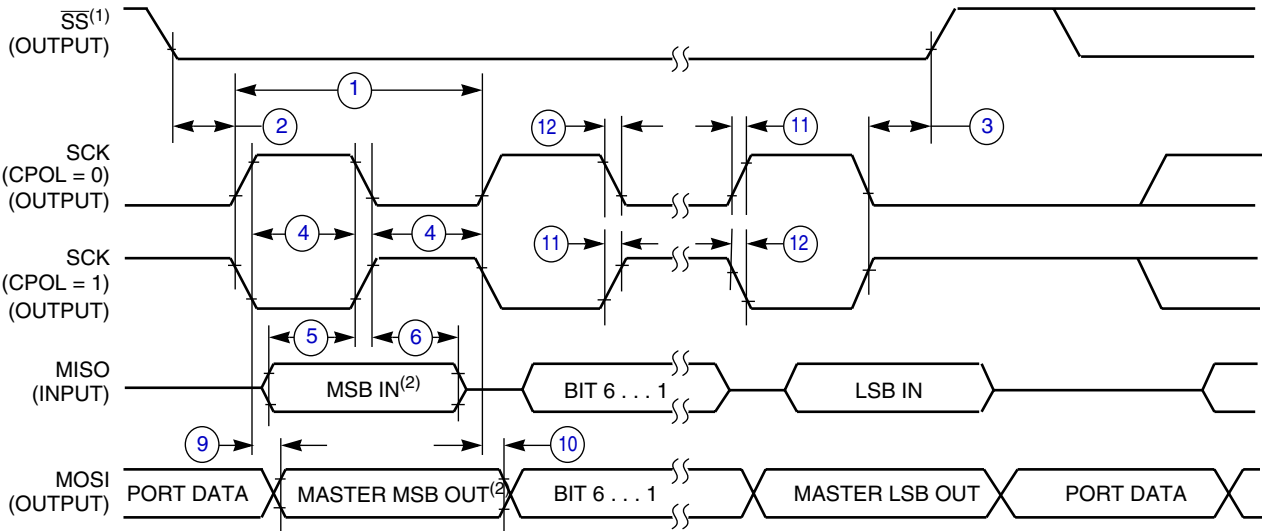 SS(1)
(OUTPUT)
1
2
12
11
3
SCK
(CPOL = 0)
(OUTPUT)
4
4
11
12
SCK
(CPOL = 1)
(OUTPUT)
5
6
MISO
(INPUT)
MSB IN(2)
BIT 6 . . . 1
LSB IN
9
10
MOSI
(OUTPUT)
PORT DATA
MASTER MSB OUT(2
BIT 6 . . . 1
MASTER LSB OUT
PORT DATA